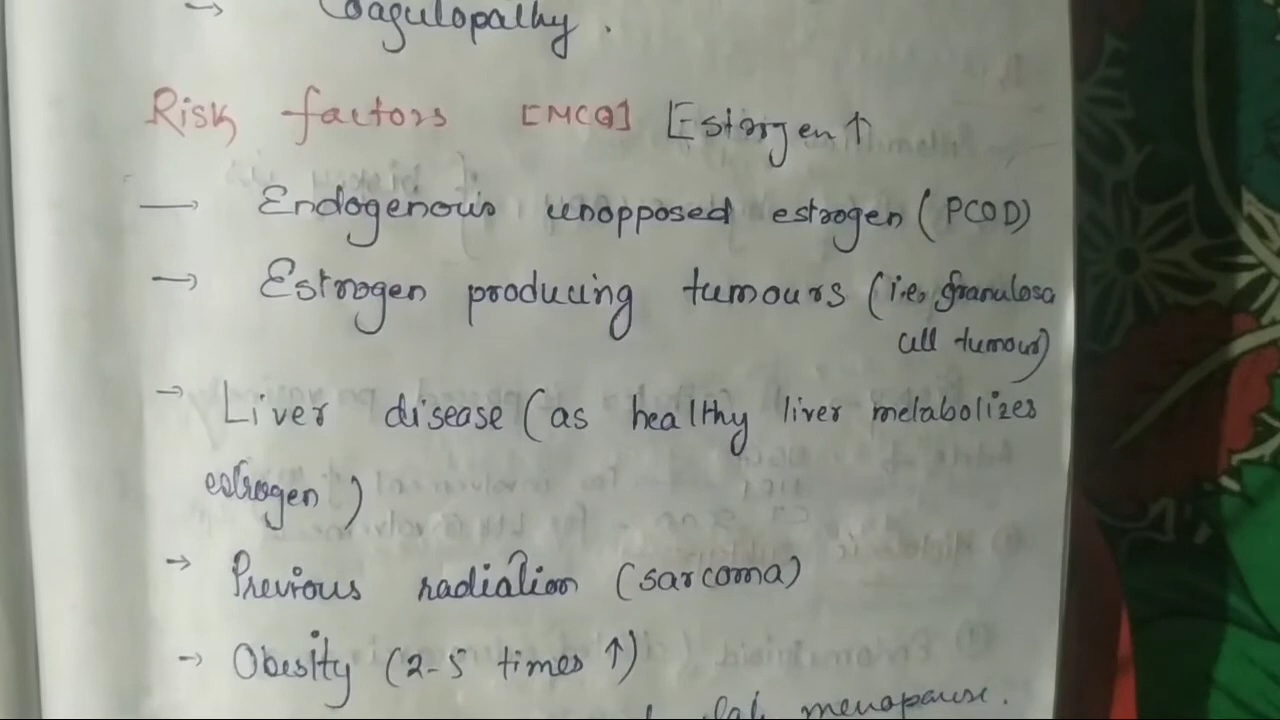 → Coagulopathy.
Risk factors [MCQ] [Estorgen ↑
→ Endogenous unopposed estrogen (PCOD)
→ Estrogen producing tumours (i.e. granulosa
cell tumour)
→ Liver disease (as healthy liver metabolizes
estrogen)
→ Previous radiation (sarcoma)
→ Obesity (2-5 times ↑)
menopause.